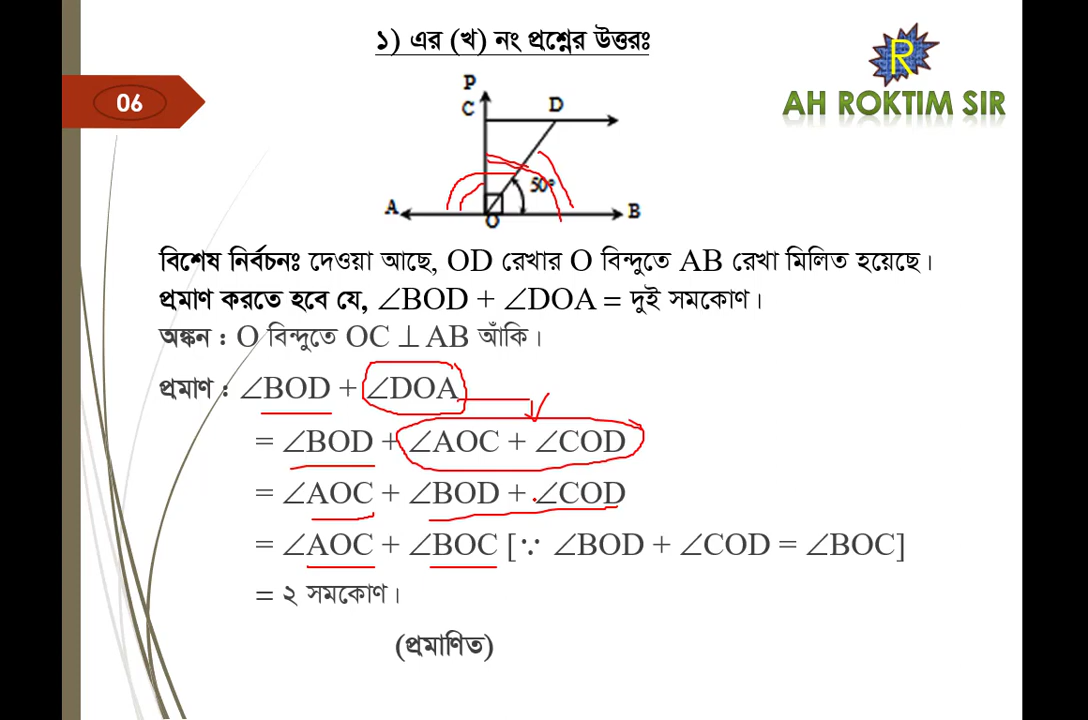 ১) এর (খ) নং প্রশ্নের উত্তরঃ
R
AH ROKTIM SIR
06
P
C
D
50°
A
O
B
বিশেষ নির্বচনঃ দেওয়া আছে, OD রেখার O বিন্দুতে AB রেখা মিলিত হয়েছে।
প্রমাণ করতে হবে যে, ∠BOD + ∠DOA = দুই সমকোণ।
অঙ্কন : O বিন্দুতে OC ⊥ AB আঁকি।
প্রমাণ : ∠BOD + ∠DOA
= ∠BOD + ∠AOC + ∠COD
= ∠AOC + ∠BOD + ∠COD
= ∠AOC + ∠BOC [∵ ∠BOD + ∠COD = ∠BOC]
= ২ সমকোণ।
(প্রমাণিত)